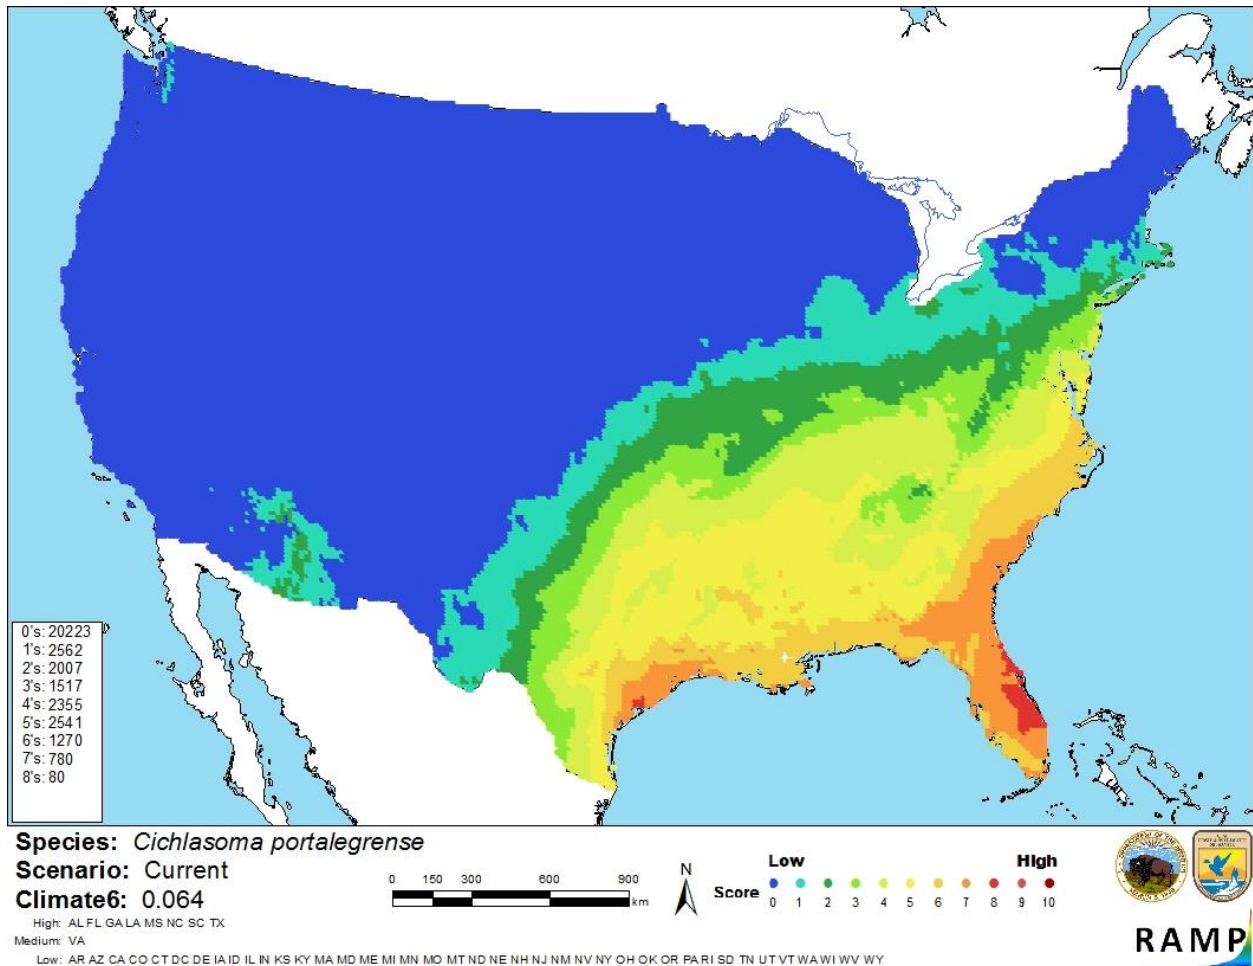 0's: 20223
1's: 2562
2's: 2007
3's: 1517
4's: 2355
5's: 2541
6's: 1270
7's: 780
8's: 80
Species: Cichlasoma portalegrense
Scenario: Current
Climate6: 0.064
High: AL FL GA LA MS NC SC TX
Medium: VA
Low: AR AZ CA CO CT DC DE IA ID IL IN KS KY MA MD ME MI MN MO MT ND NE NH NJ NM NV NY OH OK OR PA RI SD TN UT VT WA WI WV WY
0 150 300 600 900
km
N
Low High
Score 0 1 2 3 4 5 6 7 8 9 10
RAMP